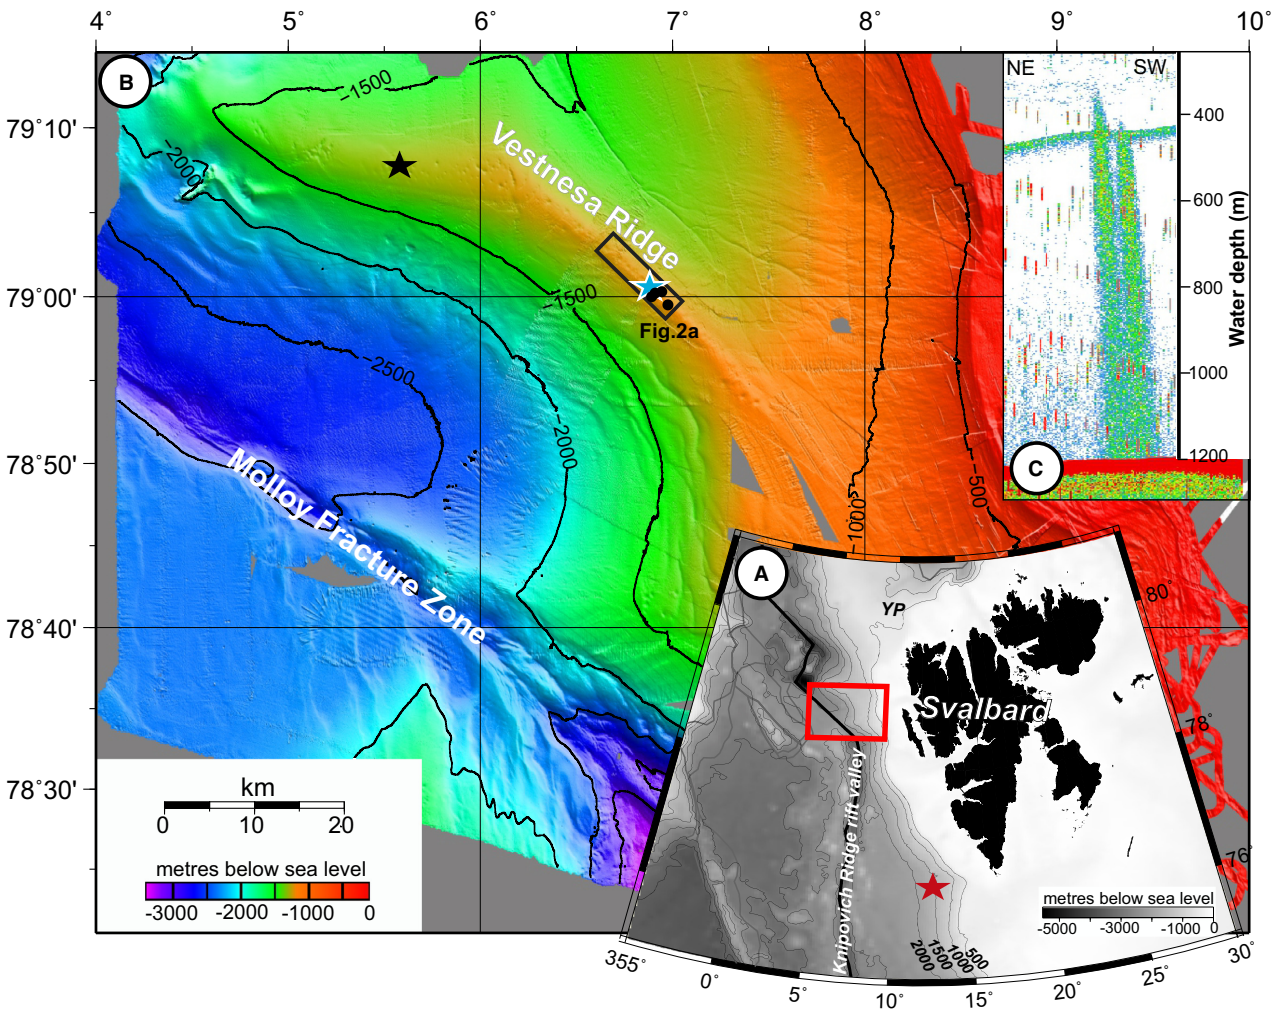 4° 5° 6° 7° 8° 9° 10°
B
79°10'
79°00'
78°50'
78°40'
78°30'
−1500
−2000
Vestnesa Ridge
−1500
Fig.2a
−2500
−2000
Molloy Fracture Zone
1000
−500
NE SW
400
600
800
1000
1200
Water depth (m)
C
km
0 10 20
metres below sea level
-3000 -2000 -1000 0
A
YP
Svalbard
Knipovich Ridge rift valley
80°
78°
76°
metres below sea level
-5000 -3000 -1000 0
2000
1500
1000
500
355° 0° 5° 10° 15° 20° 25° 30°